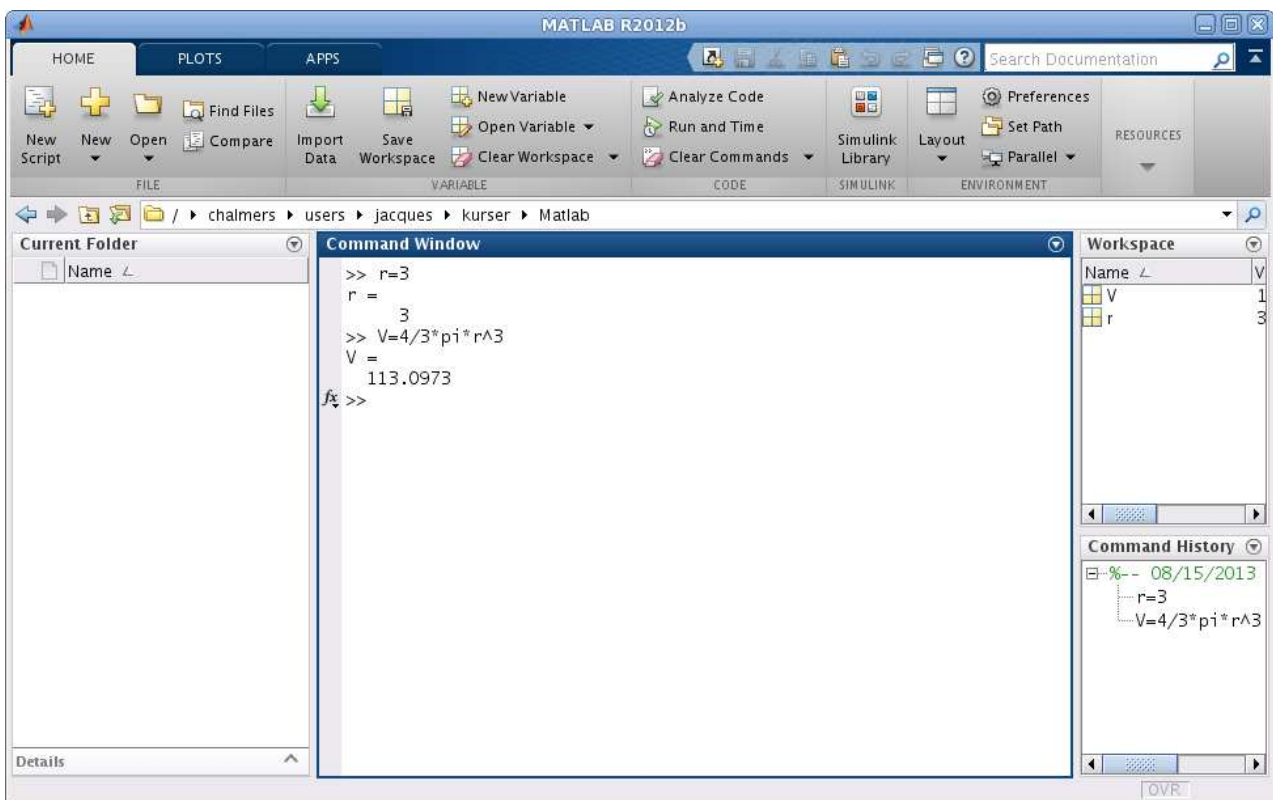 MATLAB R2012b
HOME PLOTS APPS Search Documentation
New Script
New
Open
Find Files
Compare
FILE
Import Data
Save Workspace
New Variable
Open Variable
Clear Workspace
VARIABLE
Analyze Code
Run and Time
Clear Commands
CODE
Simulink Library
SIMULINK
Layout
Preferences
Set Path
Parallel
ENVIRONMENT
RESOURCES
/ chalmers users jacques kurser Matlab
Current Folder
Name
Details
Command Window
>> r=3
r =
3
>> V=4/3*pi*r^3
V =
113.0973
fx >>
Workspace
Name V
V 1
r 3
Command History
%-- 08/15/2013
r=3
V=4/3*pi*r^3
OVR